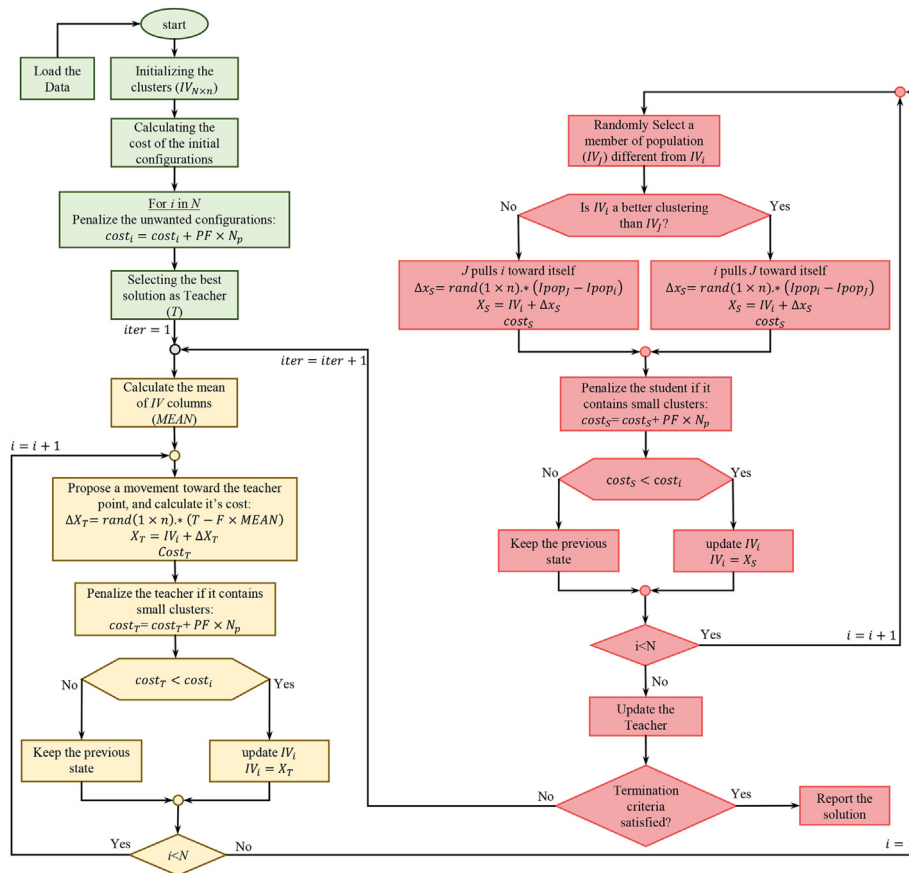 start
Load the
Data
Initializing the
clusters (𝐼𝑉𝑁×𝑛)
Calculating the
cost of the initial
configurations
For i in N
Penalize the unwanted configurations:
cost_i = cost_i + PF × N_p
Selecting the best
solution as Teacher
(T)
iter = 1
iter = iter + 1
Calculate the mean
of IV columns
(MEAN)
i = i + 1
Propose a movement toward the teacher
point, and calculate it's cost:
ΔX_T = rand(1 × n).∗ (T − F × MEAN)
X_T = IV_i + ΔX_T
Cost_T
Penalize the teacher if it contains
small clusters:
cost_T = cost_T + PF × N_p
No
cost_T < cost_i
Yes
Keep the previous
state
update IV_i
IV_i = X_T
Yes
i<N
No
i =
Randomly Select a
member of population
(IV_J) different from IV_i
No
Is IV_i a better clustering
than IV_J?
Yes
J pulls i toward itself
Δx_S = rand(1 × n).∗ (Ipop_J − Ipop_i)
X_S = IV_i + Δx_S
cost_S
i pulls J toward itself
Δx_S = rand(1 × n).∗ (Ipop_i − Ipop_J)
X_S = IV_i + Δx_S
cost_S
Penalize the student if it
contains small clusters:
cost_S = cost_S + PF × N_p
No
cost_S < cost_i
Yes
Keep the previous
state
update IV_i
IV_i = X_S
i<N
Yes
i = i + 1
No
Update the
Teacher
No
Termination
criteria
satisfied?
Yes
Report the
solution